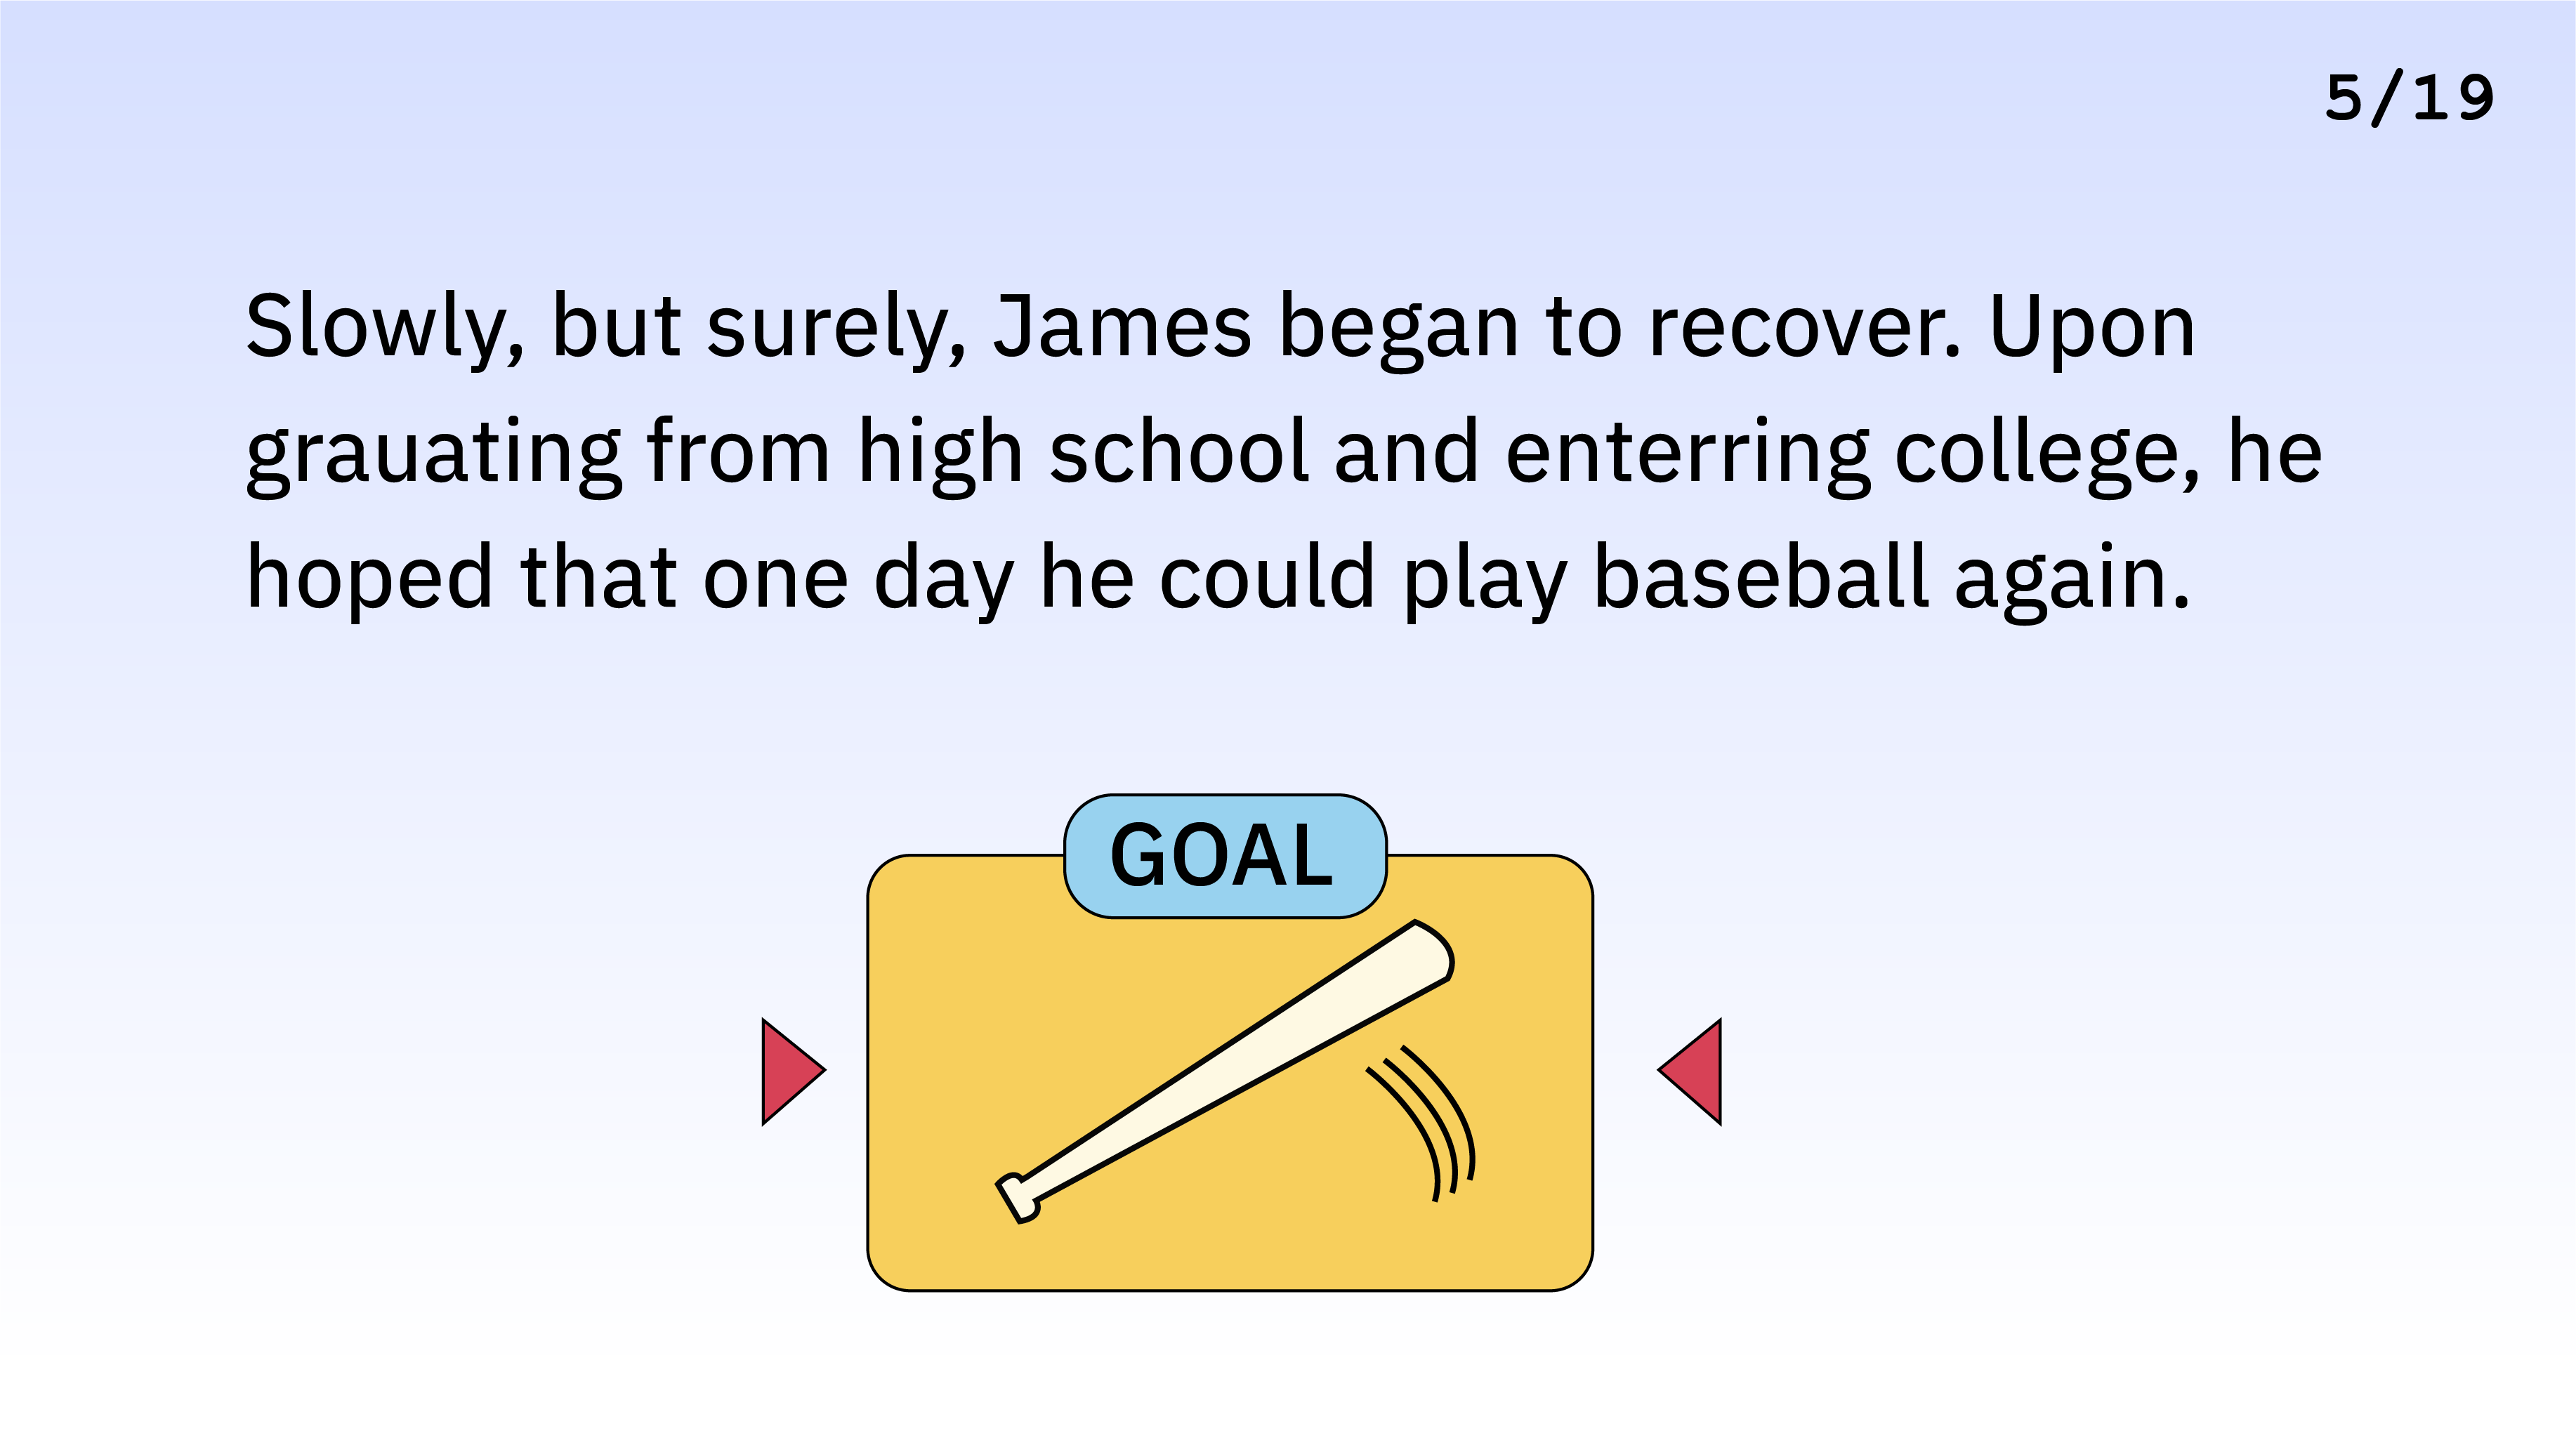 5/19
Slowly, but surely, James began to recover. Upon
grauating from high school and enterring college, he
hoped that one day he could play baseball again.
GOAL